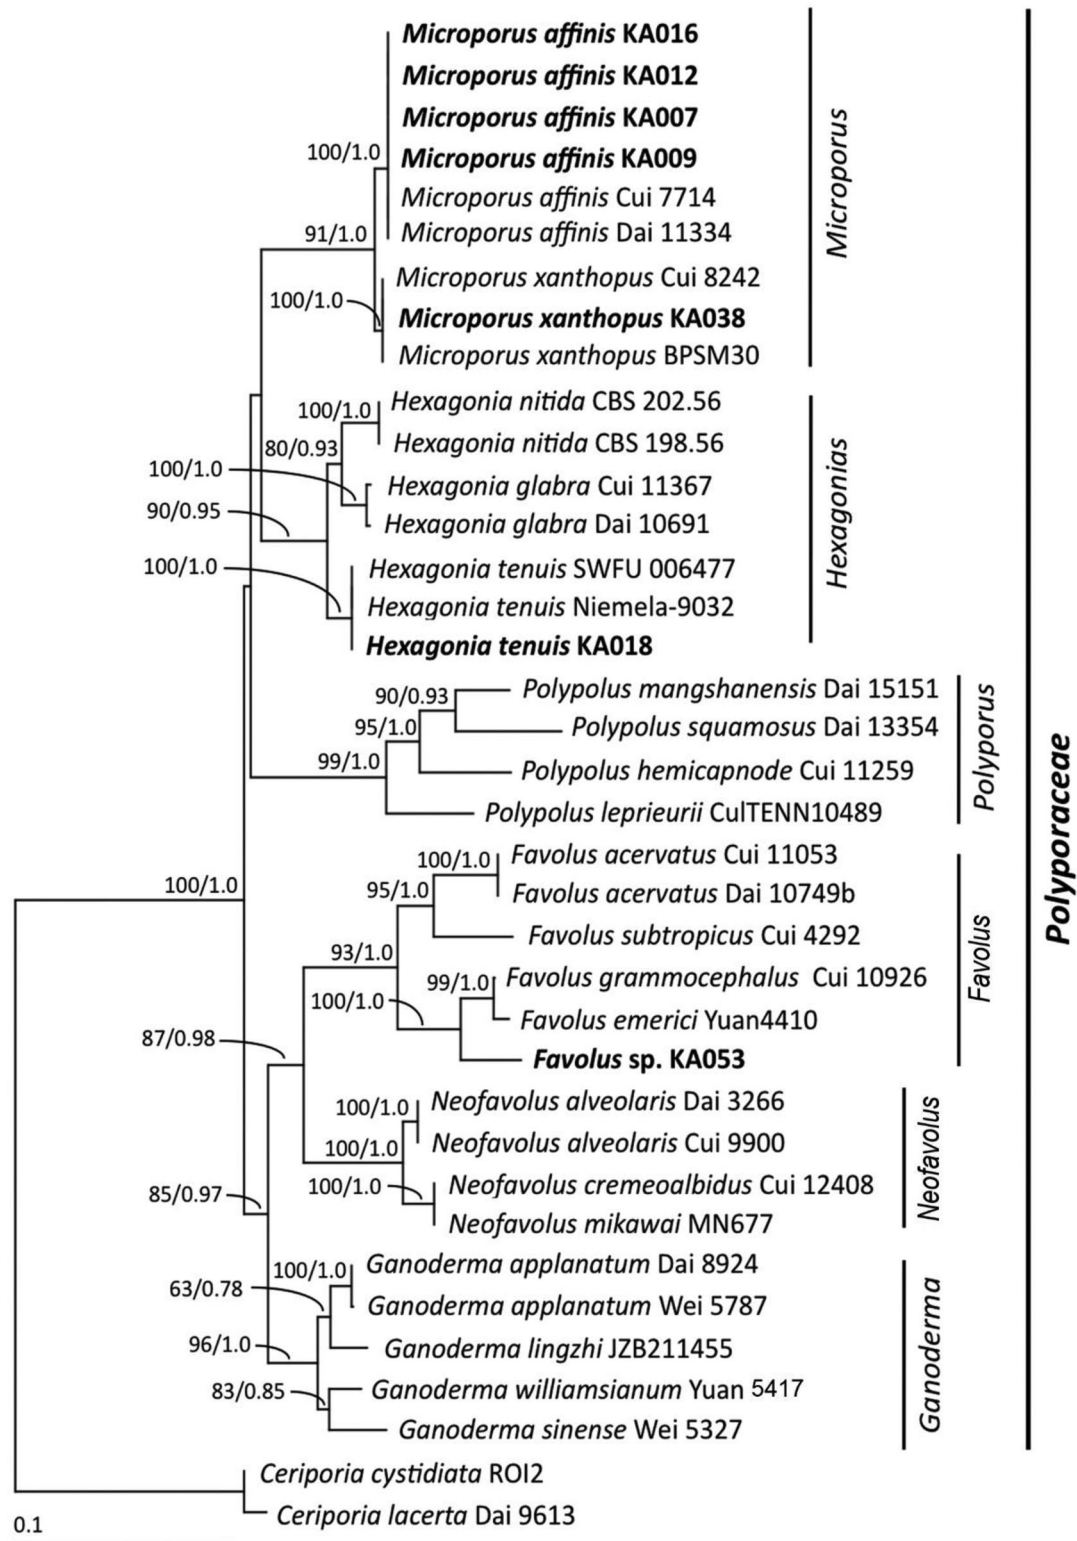 Microporus affinis KA016
Microporus affinis KA012
Microporus affinis KA007
100/1.0
Microporus affinis KA009
Microporus affinis Cui 7714
91/1.0
Microporus affinis Dai 11334
Microporus xanthopus Cui 8242
100/1.0
Microporus xanthopus KA038
Microporus xanthopus BPSM30
Microporus
100/1.0
Hexagonia nitida CBS 202.56
80/0.93
Hexagonia nitida CBS 198.56
100/1.0
Hexagonia glabra Cui 11367
90/0.95
Hexagonia glabra Dai 10691
100/1.0
Hexagonia tenuis SWFU 006477
Hexagonia tenuis Niemela-9032
Hexagonia tenuis KA018
Hexagonias
90/0.93
Polypolus mangshanensis Dai 15151
95/1.0
Polypolus squamosus Dai 13354
99/1.0
Polypolus hemicapnode Cui 11259
Polypolus leprieurii CulTENN10489
Polyporus
100/1.0
Favolus acervatus Cui 11053
100/1.0
95/1.0
Favolus acervatus Dai 10749b
Favolus subtropicus Cui 4292
93/1.0
99/1.0
Favolus grammocephalus Cui 10926
100/1.0
Favolus emerici Yuan4410
87/0.98
Favolus sp. KA053
Favolus
100/1.0
Neofavolus alveolaris Dai 3266
100/1.0
Neofavolus alveolaris Cui 9900
85/0.97
100/1.0
Neofavolus cremeoalbidus Cui 12408
Neofavolus mikawai MN677
Neofavolus
100/1.0
Ganoderma applanatum Dai 8924
63/0.78
Ganoderma applanatum Wei 5787
96/1.0
Ganoderma lingzhi JZB211455
83/0.85
Ganoderma williamsianum Yuan 5417
Ganoderma sinense Wei 5327
Ganoderma
Polyporaceae
Ceriporia cystidiata ROI2
Ceriporia lacerta Dai 9613
0.1